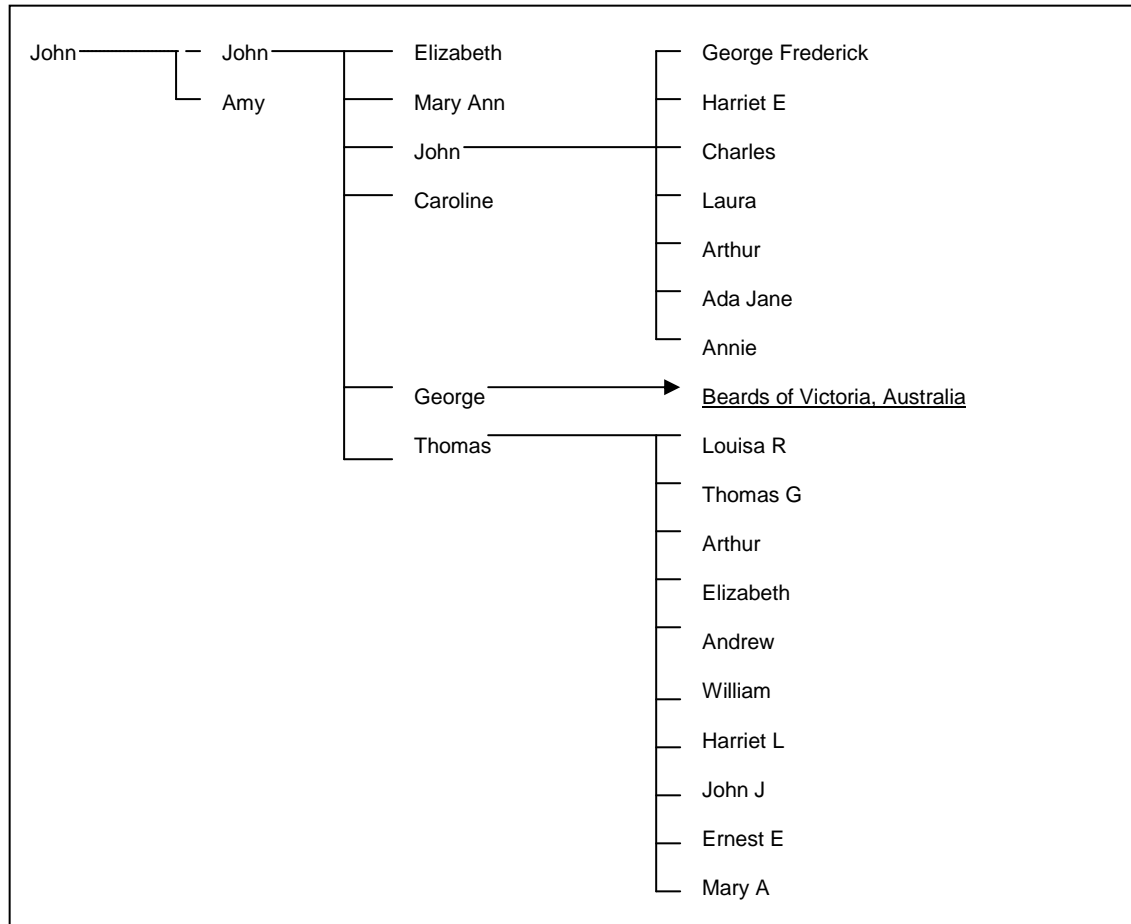 John John Elizabeth George Frederick
Amy Mary Ann Harriet E
John Charles
Caroline Laura
Arthur
Ada Jane
Annie
George Beards of Victoria, Australia
Thomas Louisa R
Thomas G
Arthur
Elizabeth
Andrew
William
Harriet L
John J
Ernest E
Mary A